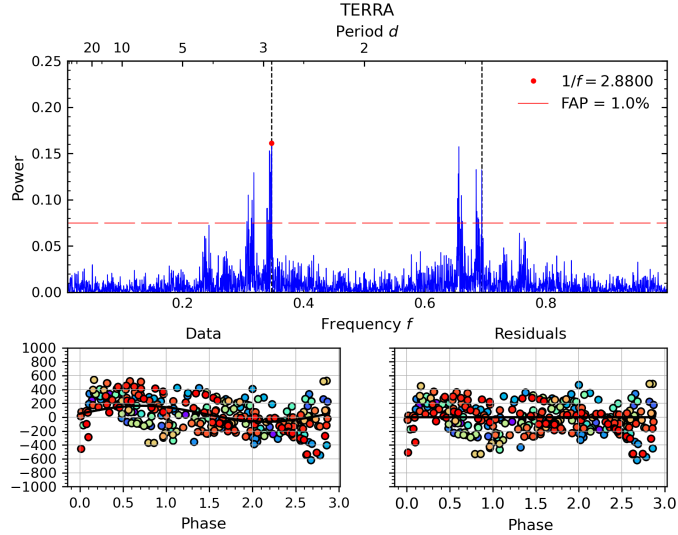 TERRA
Period d
20 10 5 3 2
0.25
0.20
0.15
0.10
0.05
0.00
Power
1/f = 2.8800
FAP = 1.0%
0.2 0.4 0.6 0.8
Frequency f
Data
1000
800
600
400
200
0
−200
−400
−600
−800
−1000
0.0 0.5 1.0 1.5 2.0 2.5 3.0
Phase
Residuals
0.0 0.5 1.0 1.5 2.0 2.5 3.0
Phase